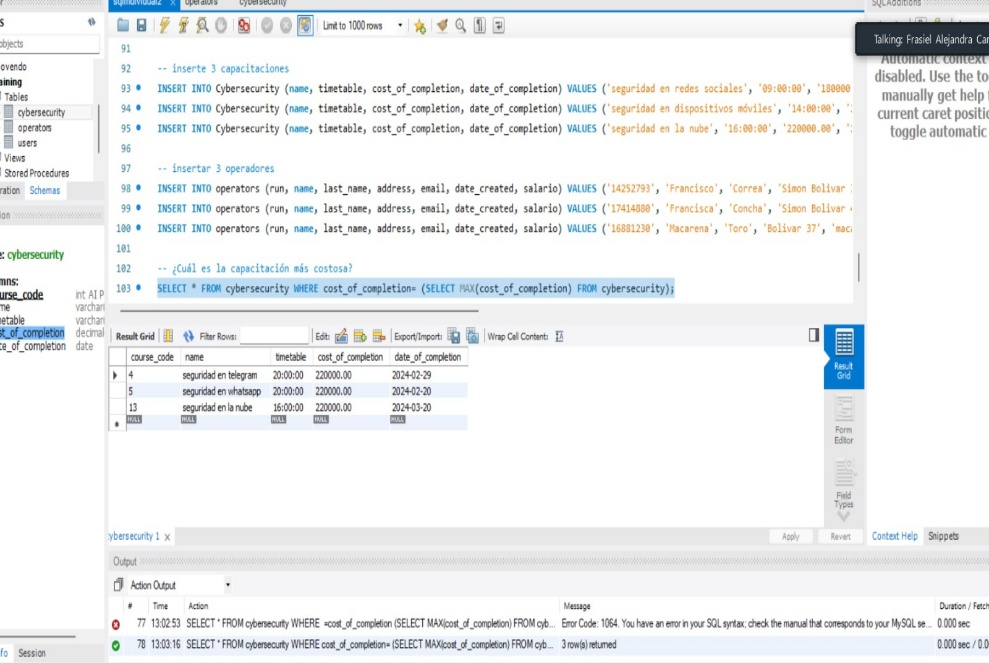 sqlindividual2 x operators cybersecurity
SQLAdditions
Limit to 1000 rows
Talking: Frasiel Alejandra Car
Automatic context
disabled. Use the to
manually get help
current caret positio
toggle automatic
objects
ovendo
aining
Tables
cybersecurity
operators
users
Views
Stored Procedures
ration Schemas
ion
e: cybersecurity
mns:
urse_code int AI P
me varchar
etable varchar
st_of_completion decimal
te_of_completion date
fo Session
91
92 -- inserte 3 capacitaciones
93 INSERT INTO Cybersecurity (name, timetable, cost_of_completion, date_of_completion) VALUES ('seguridad en redes sociales', '09:00:00', '180000
94 INSERT INTO Cybersecurity (name, timetable, cost_of_completion, date_of_completion) VALUES ('seguridad en dispositivos móviles', '14:00:00', '
95 INSERT INTO Cybersecurity (name, timetable, cost_of_completion, date_of_completion) VALUES ('seguridad en la nube', '16:00:00', '220000.00', '
96
97 -- insertar 3 operadores
98 INSERT INTO operators (run, name, last_name, address, email, date_created, salario) VALUES ('14252793', 'Francisco', 'Correa', 'Simon Bolivar
99 INSERT INTO operators (run, name, last_name, address, email, date_created, salario) VALUES ('17414880', 'Francisca', 'Concha', 'Simon Bolivar
100 INSERT INTO operators (run, name, last_name, address, email, date_created, salario) VALUES ('16881230', 'Macarena', 'Toro', 'Bolivar 37', 'maca
101
102 -- ¿Cuál es la capacitación más costosa?
103 SELECT * FROM cybersecurity WHERE cost_of_completion= (SELECT MAX(cost_of_completion) FROM cybersecurity);
Result Grid Filter Rows: Edit: Export/Import: Wrap Cell Content:
course_code name timetable cost_of_completion date_of_completion
4 seguridad en telegram 20:00:00 220000.00 2024-02-29
5 seguridad en whatsapp 20:00:00 220000.00 2024-02-20
13 seguridad en la nube 16:00:00 220000.00 2024-03-20
NULL NULL NULL NULL NULL
Result Grid
Form Editor
Field Types
ybersecurity 1 x Apply Revert Context Help Snippets
Output
Action Output
# Time Action Message Duration / Fetch
77 13:02:53 SELECT * FROM cybersecurity WHERE =cost_of_completion (SELECT MAX(cost_of_completion) FROM cyb... Error Code: 1064. You have an error in your SQL syntax; check the manual that corresponds to your MySQL se... 0.000 sec
78 13:03:16 SELECT * FROM cybersecurity WHERE cost_of_completion= (SELECT MAX(cost_of_completion) FROM cyb... 3 row(s) returned 0.000 sec / 0.0